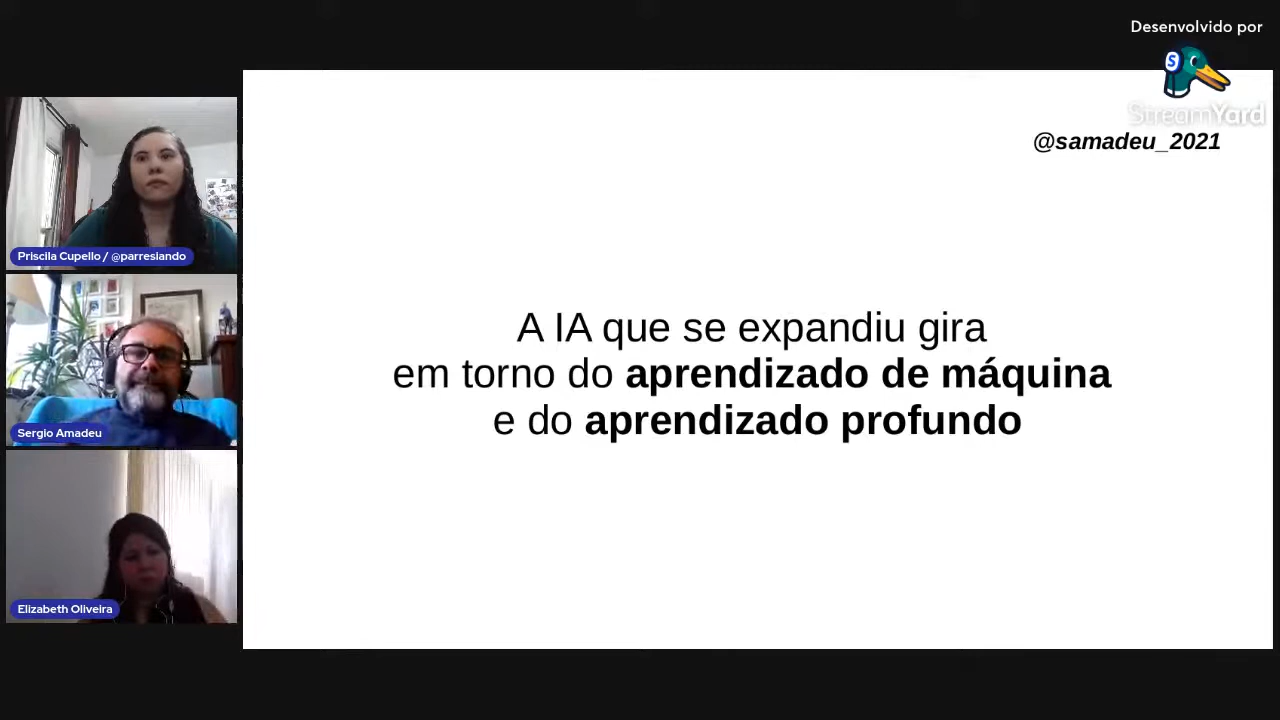 Desenvolvido por
StreamYard
@samadeu_2021
Priscila Cupello / @parresiando
Sergio Amadeu
Elizabeth Oliveira
A IA que se expandiu gira
em torno do aprendizado de máquina
e do aprendizado profundo